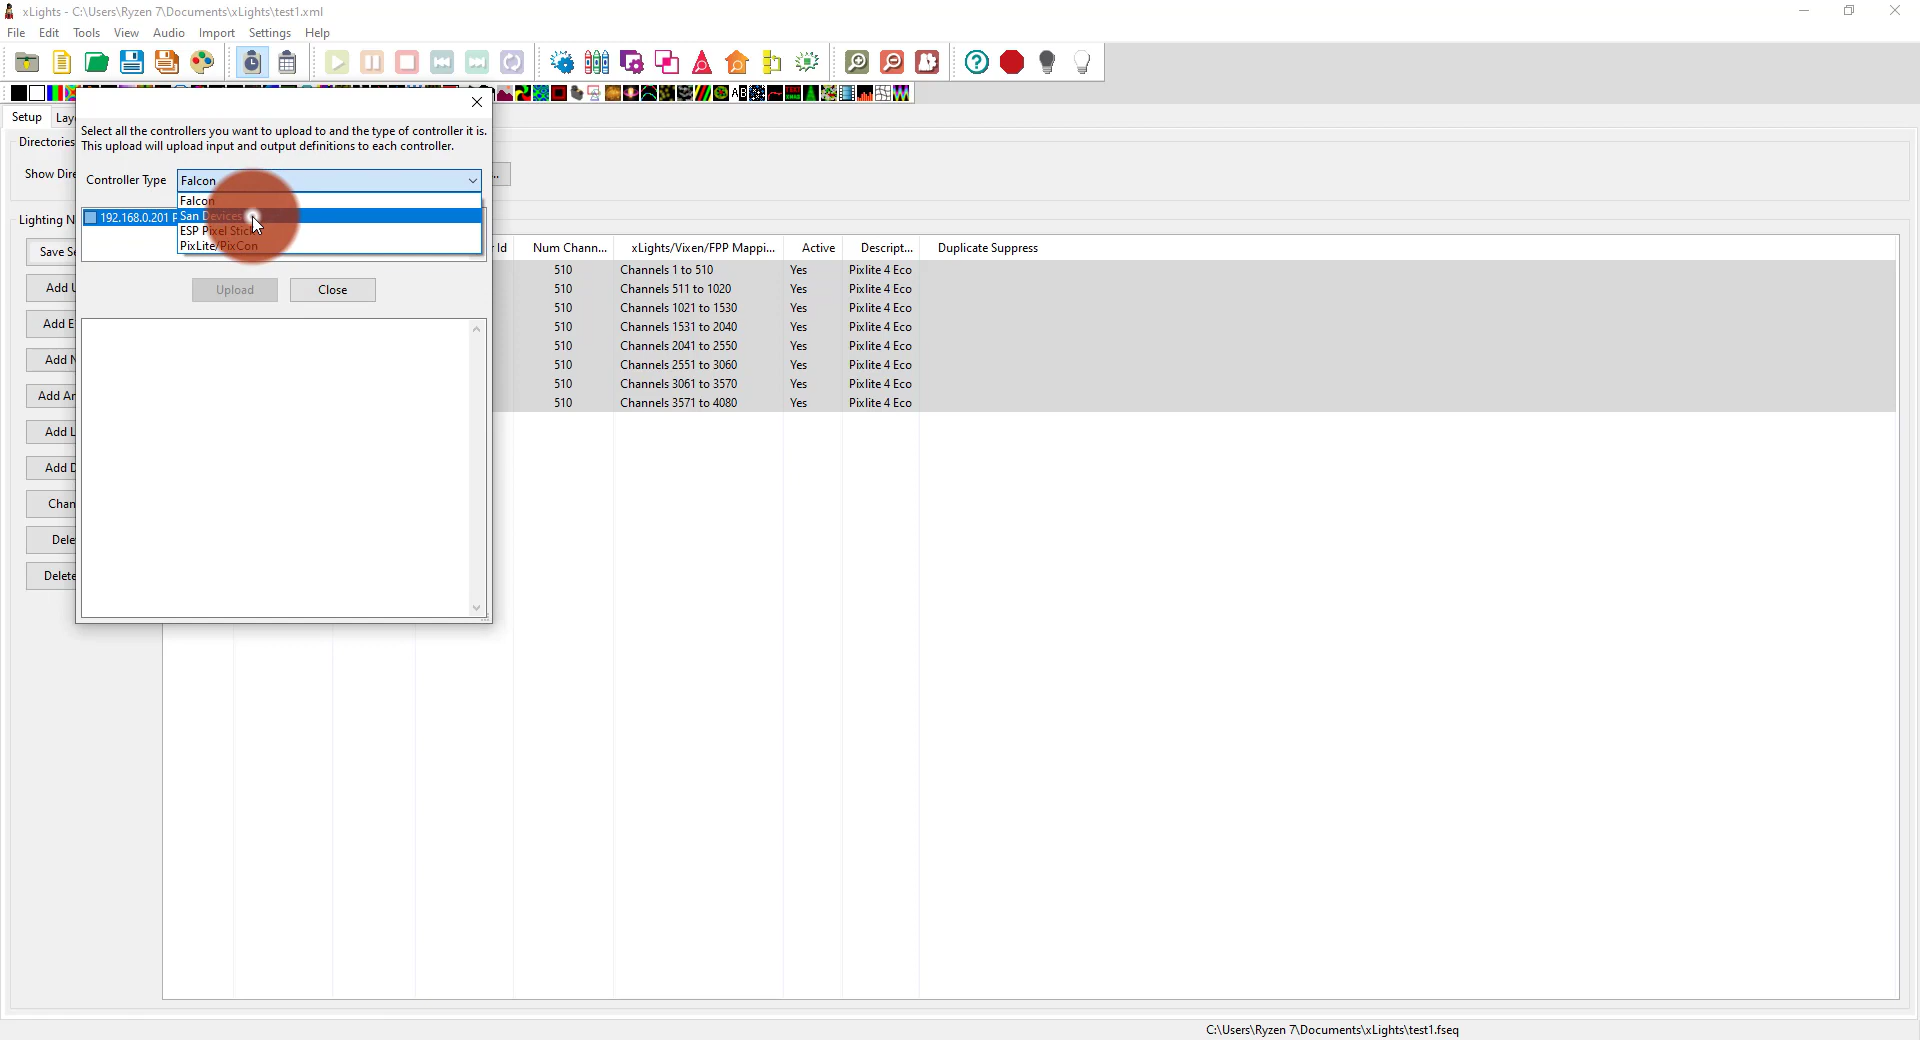 xLights - C:\Users\Ryzen 7\Documents\xLights\test1.xml
File Edit Tools View Audio Import Settings Help
Setup
Select all the controllers you want to upload to and the type of controller it is.
This upload will upload input and output definitions to each controller.
Directories
Show Dire
...
Controller Type Falcon
Falcon
San Devices
ESP Pixel Stick
PixLite/PixCon
192.168.0.201 P
Lighting N
Id Num Chann... xLights/Vixen/FPP Mappi... Active Descript... Duplicate Suppress
510 Channels 1 to 510 Yes Pixlite 4 Eco
510 Channels 511 to 1020 Yes Pixlite 4 Eco
510 Channels 1021 to 1530 Yes Pixlite 4 Eco
510 Channels 1531 to 2040 Yes Pixlite 4 Eco
510 Channels 2041 to 2550 Yes Pixlite 4 Eco
510 Channels 2551 to 3060 Yes Pixlite 4 Eco
510 Channels 3061 to 3570 Yes Pixlite 4 Eco
510 Channels 3571 to 4080 Yes Pixlite 4 Eco
Upload Close
Save Se
Add U
Add E
Add N
Add Ar
Add L
Add D
Chan
Dele
Delete
C:\Users\Ryzen 7\Documents\xLights\test1.fseq